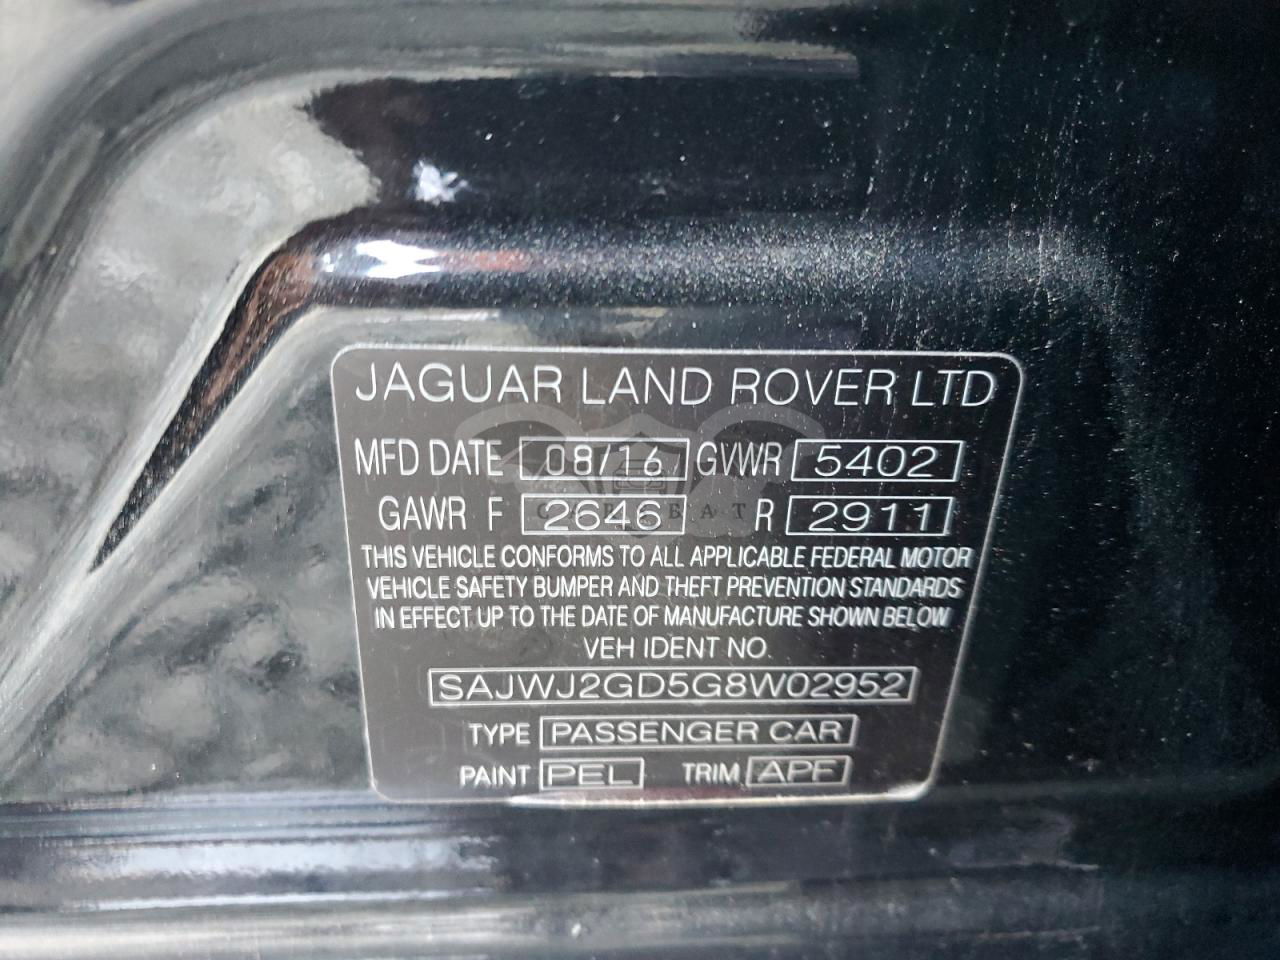 JAGUAR LAND ROVER LTD
MFD DATE 08/16 GVWR 5402
GAWR F 2646 R 2911
THIS VEHICLE CONFORMS TO ALL APPLICABLE FEDERAL MOTOR
VEHICLE SAFETY BUMPER AND THEFT PREVENTION STANDARDS
IN EFFECT UP TO THE DATE OF MANUFACTURE SHOWN BELOW
VEH IDENT NO.
SAJWJ2GD5G8W02952
TYPE PASSENGER CAR
PAINT PEL TRIM APF